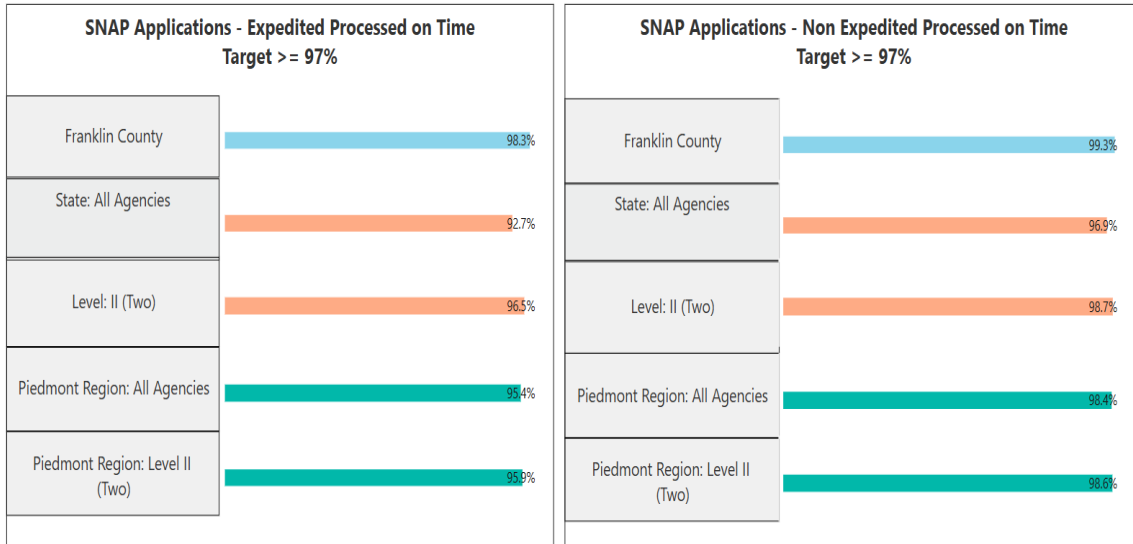 SNAP Applications - Expedited Processed on Time
Target >= 97%
Franklin County
98.3%
State: All Agencies
92.7%
Level: II (Two)
96.5%
Piedmont Region: All Agencies
95.4%
Piedmont Region: Level II
(Two)
95.9%
SNAP Applications - Non Expedited Processed on Time
Target >= 97%
Franklin County
99.3%
State: All Agencies
96.9%
Level: II (Two)
98.7%
Piedmont Region: All Agencies
98.4%
Piedmont Region: Level II
(Two)
98.6%